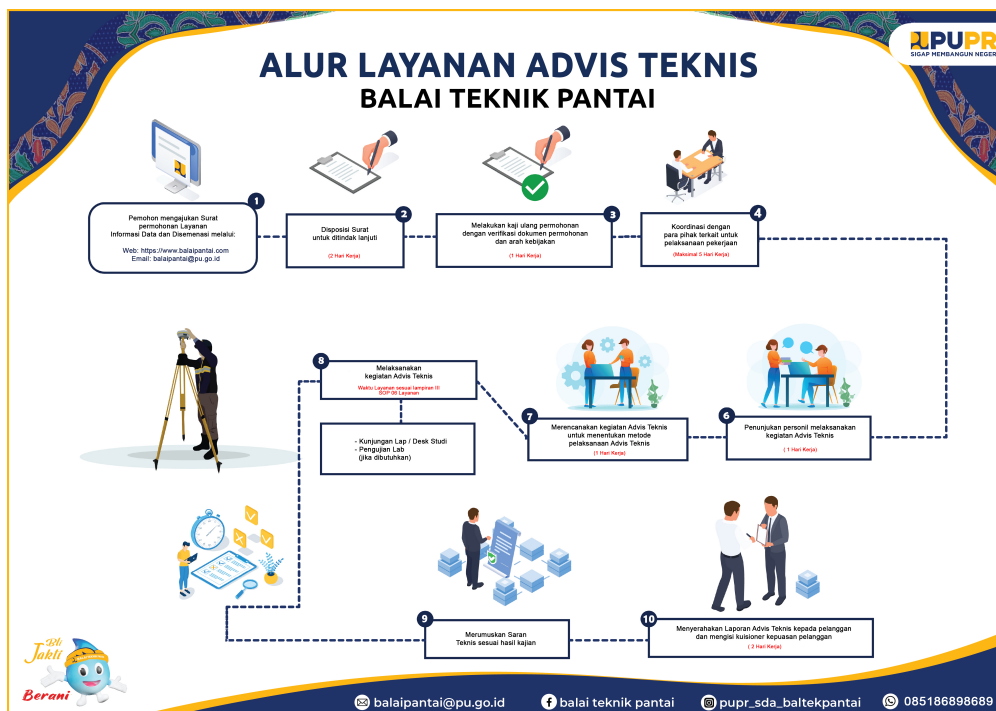 PUPR
SIGAP MEMBANGUN NEGERI
ALUR LAYANAN ADVIS TEKNIS
BALAI TEKNIK PANTAI
1
Pemohon mengajukan Surat
permohonan Layanan
Informasi Data dan Disemenasi melalui:
Web: https://www.balaipantai.com
Email: balaipantai@pu.go.id
2
Disposisi Surat
untuk ditindak lanjuti
(2 Hari Kerja)
3
Melakukan kaji ulang permohonan
dengan verifikasi dokumen permohonan
dan arah kebijakan
(1 Hari Kerja)
4
Koordinasi dengan
para pihak terkait untuk
pelaksanaan pekerjaan
(Maksimal 5 Hari Kerja)
6
Penunjukan personil melaksanakan
kegiatan Advis Teknis
( 1 Hari Kerja)
7
Merencanakan kegiatan Advis Teknis
untuk menentukan metode
pelaksanaan Advis Teknis
(1 Hari Kerja)
8
Melaksanakan
kegiatan Advis Teknis
Waktu Layanan sesuai lampiran III
SOP 06 Layanan
- Kunjungan Lap / Desk Studi
- Pengujian Lab
(jika dibutuhkan)
9
Merumuskan Saran
Teknis sesuai hasil kajian
10
Menyerahkan Laporan Advis Teknis kepada pelanggan
dan mengisi kuisioner kepuasan pelanggan
( 2 Hari Kerja)
Bli
Jakti
Berani
balaipantai@pu.go.id
balai teknik pantai
pupr_sda_baltekpantai
085186898689